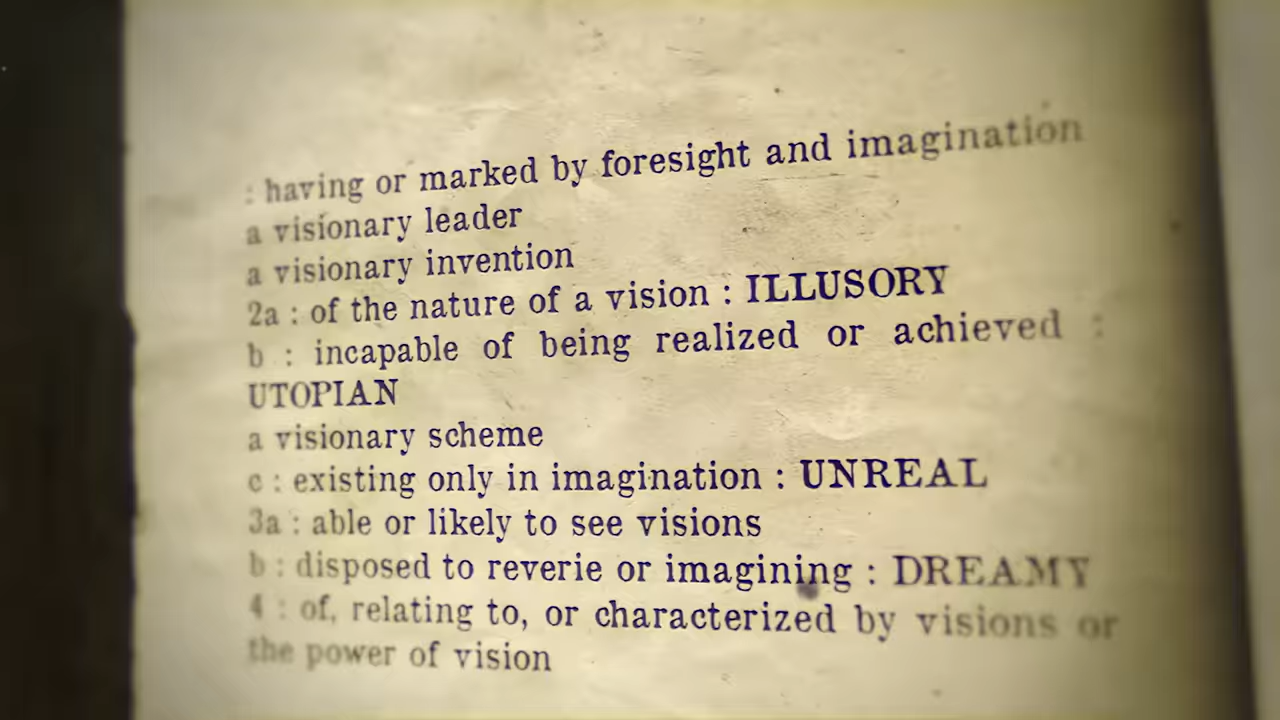 : having or marked by foresight and imagination
a visionary leader
a visionary invention
2a : of the nature of a vision : ILLUSORY
b : incapable of being realized or achieved :
UTOPIAN
a visionary scheme
c : existing only in imagination : UNREAL
3a : able or likely to see visions
b : disposed to reverie or imagining : DREAMY
4 : of, relating to, or characterized by visions or
the power of vision